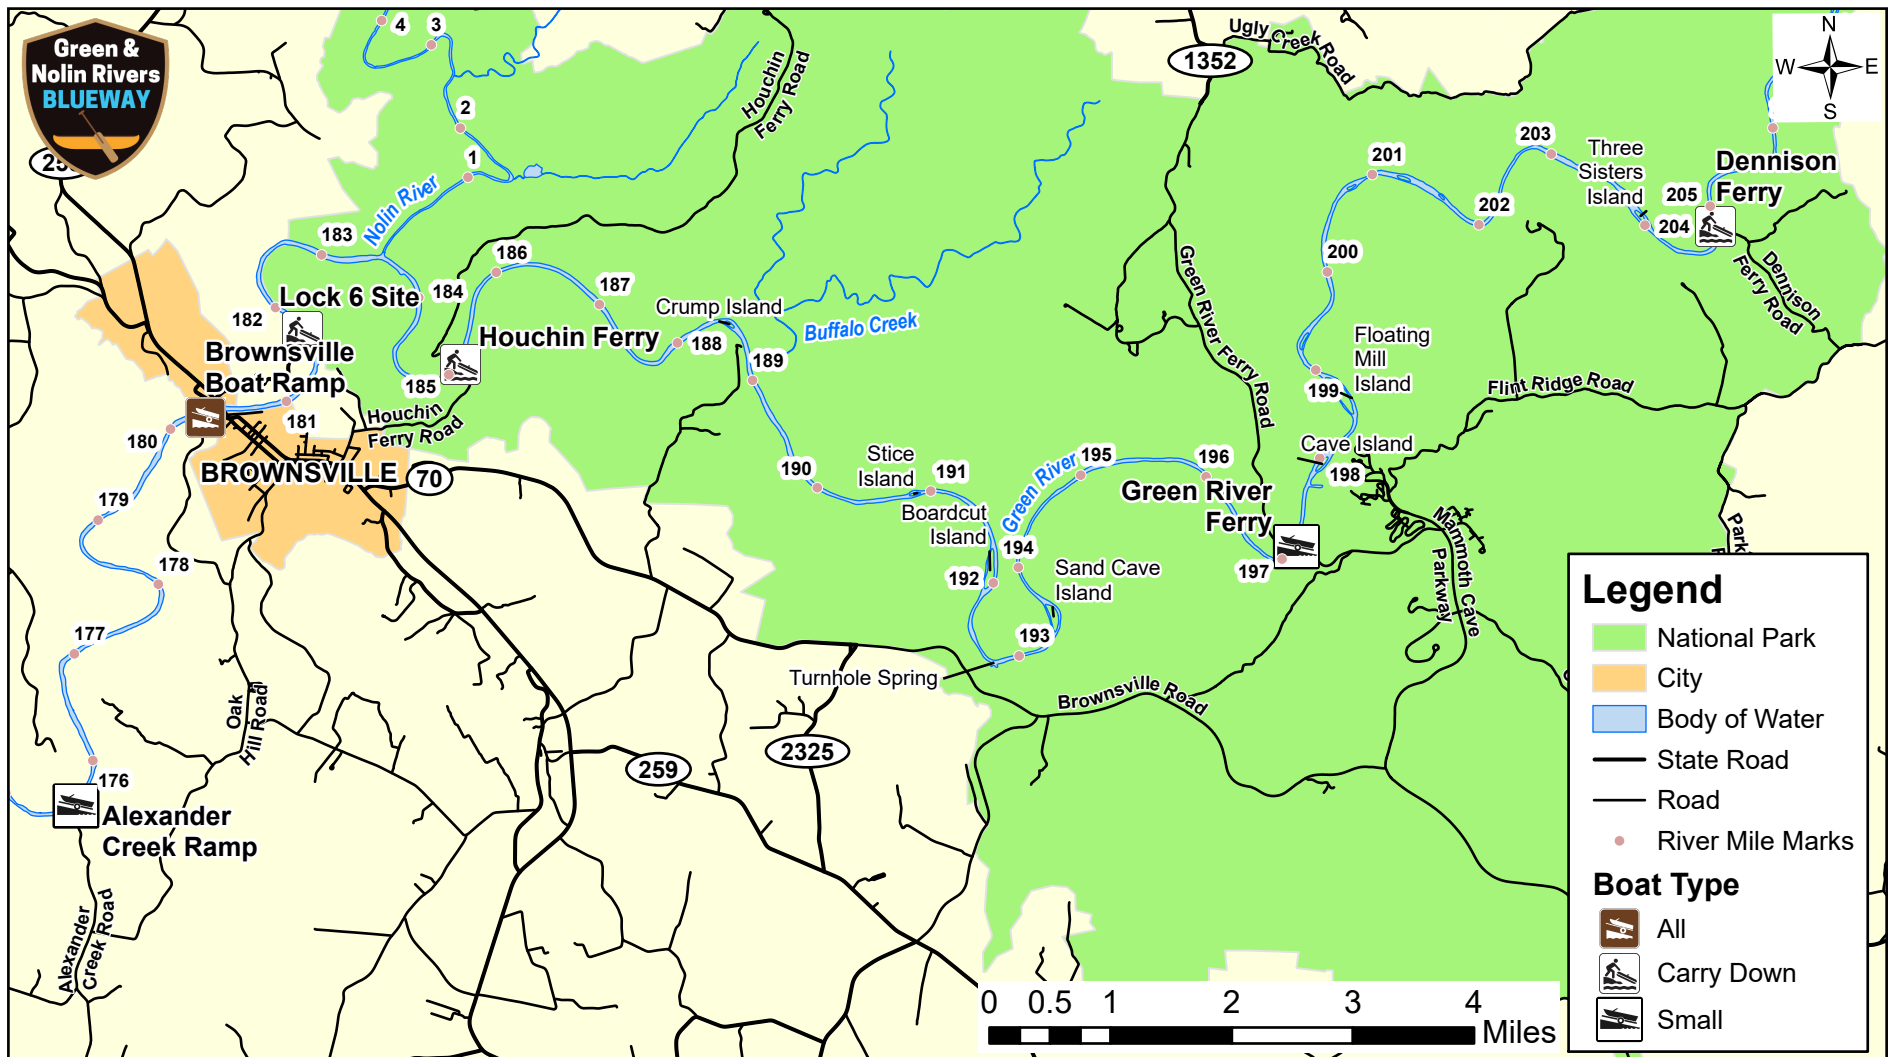 Green &
Nolin Rivers
BLUEWAY
4
3
2
1
Nolin River
Houchin
Ferry Road
1352
Ugly Creek Road
N
W
E
S
203
Three
Sisters
Island
Dennison
Ferry
205
204
Dennison
Ferry Road
201
202
200
183
184
186
187
Lock 6 Site
182
Houchin Ferry
Crump Island
188
Buffalo Creek
189
Green River Ferry Road
Floating
Mill
Island
199
Flint Ridge Road
Brownsville
Boat Ramp
185
181
Houchin
Ferry Road
180
BROWNSVILLE
70
Cave Island
198
190
Stice
Island
191
Boardcut
Island
Green River
195
196
Green River
Ferry
179
178
192
194
Sand Cave
Island
197
Mammoth Cave
Parkway
Park
177
193
Turnhole Spring
Brownsville Road
Oak
Hill Road
176
259
2325
Alexander
Creek Ramp
Alexander
Creek Road
Legend
National Park
City
Body of Water
State Road
Road
River Mile Marks
Boat Type
All
Carry Down
Small
0
0.5
1
2
3
4
Miles